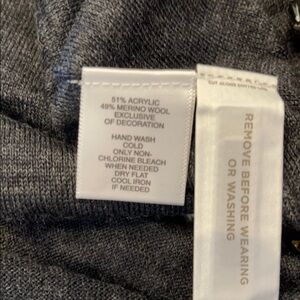 51% ACRYLIC
49% MERINO WOOL
EXCLUSIVE
OF DECORATION
HAND WASH
COLD
ONLY NON-
CHLORINE BLEACH
WHEN NEEDED
DRY FLAT
COOL IRON
IF NEEDED
REMOVE BEFORE WEARING
OR WASHING